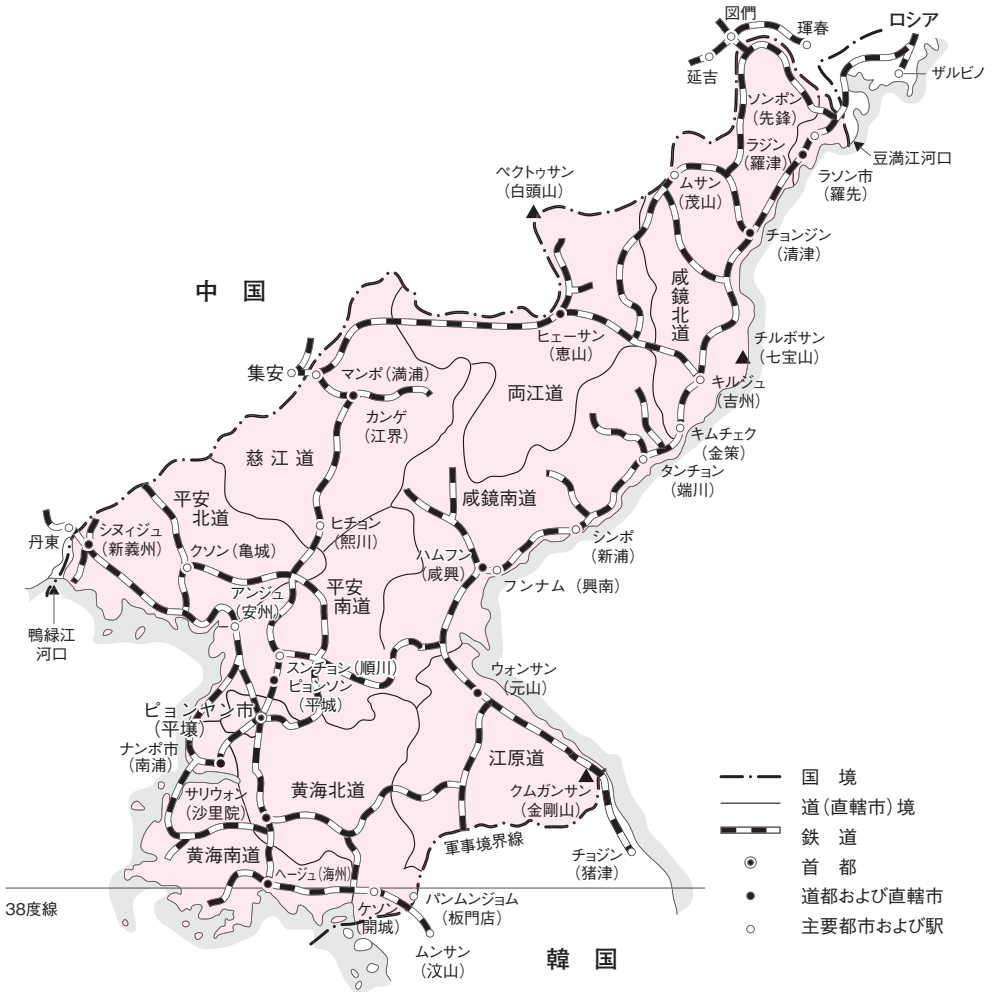 図們
琿春
ロシア
延吉
ザルビノ
ソンポン
(先鋒)
ラジン
(羅津)
豆満江河口
ラソン市
(羅先)
ペクトゥサン
(白頭山)
ムサン
(茂山)
チョンジン
(清津)
中 国
咸鏡北道
ヒェーサン
(恵山)
チルボサン
(七宝山)
集安
マンポ(満浦)
両江道
キルジュ
(吉州)
カンゲ
(江界)
キムチェク
(金策)
慈江道
タンチョン
(端川)
平安
北道
咸鏡南道
丹東
シヌィジュ
(新義州)
クソン(亀城)
ヒチョン
(熙川)
ハムフン
(咸興)
シンポ
(新浦)
アンジュ
(安州)
平安
南道
フンナム(興南)
鴨緑江
河口
スンチョン(順川)
ピョンソン
(平城)
ウォンサン
(元山)
ピョンヤン市
(平壌)
ナンポ市
(南浦)
江原道
サリウォン
(沙里院)
黄海北道
クムガンサン
(金剛山)
軍事境界線
黄海南道
チョジン
(猪津)
ヘージュ(海州)
38度線
ケソン
(開城)
パンムンジョム
(板門店)
ムンサン
(汶山)
韓 国
国 境
道(直轄市)境
鉄 道
首 都
道都および直轄市
主要都市および駅